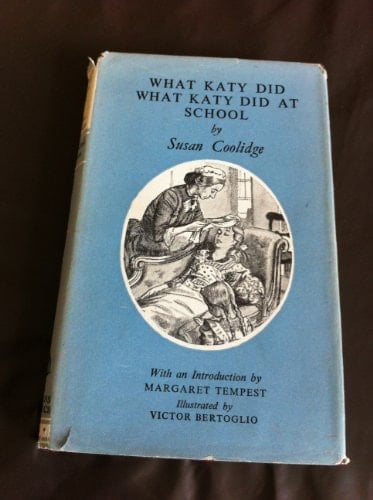 WHAT KATY DID
WHAT KATY DID AT
SCHOOL
by
Susan Coolidge
With an Introduction by
MARGARET TEMPEST
Illustrated by
VICTOR BERTOGLIO